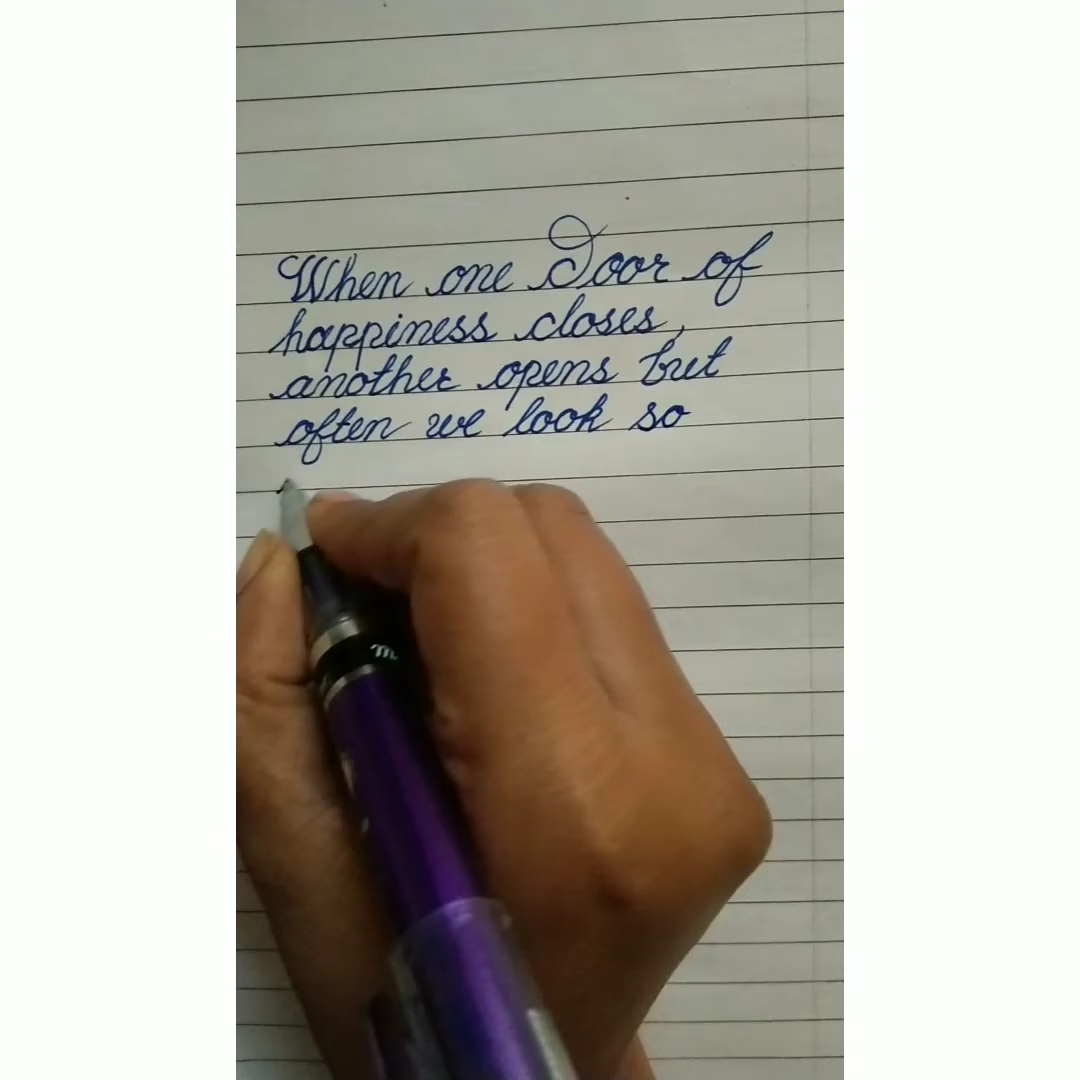 When one Door of
happiness closes,
another opens but
often we look so